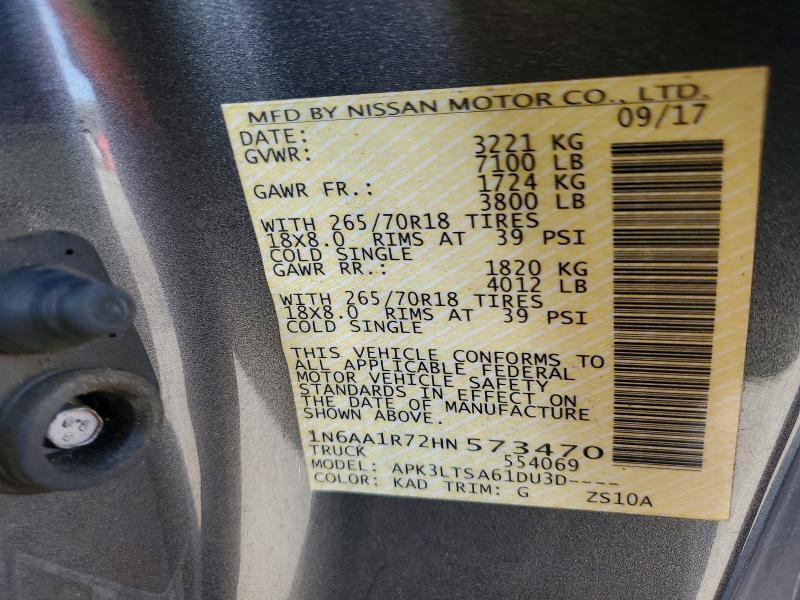 MFD BY NISSAN MOTOR CO., LTD.
DATE: 09/17
GVWR: 3221 KG
7100 LB
GAWR FR.: 1724 KG
3800 LB
WITH 265/70R18 TIRES
18X8.0 RIMS AT 39 PSI
COLD SINGLE
GAWR RR.: 1820 KG
4012 LB
WITH 265/70R18 TIRES
18X8.0 RIMS AT 39 PSI
COLD SINGLE
THIS VEHICLE CONFORMS TO
ALL APPLICABLE FEDERAL
MOTOR VEHICLE SAFETY
STANDARDS IN EFFECT ON
THE DATE OF MANUFACTURE
SHOWN ABOVE.
1N6AA1R72HN 573470
TRUCK 554069
MODEL: APK3LTSA61DU3D----
COLOR: KAD TRIM: G ZS10A